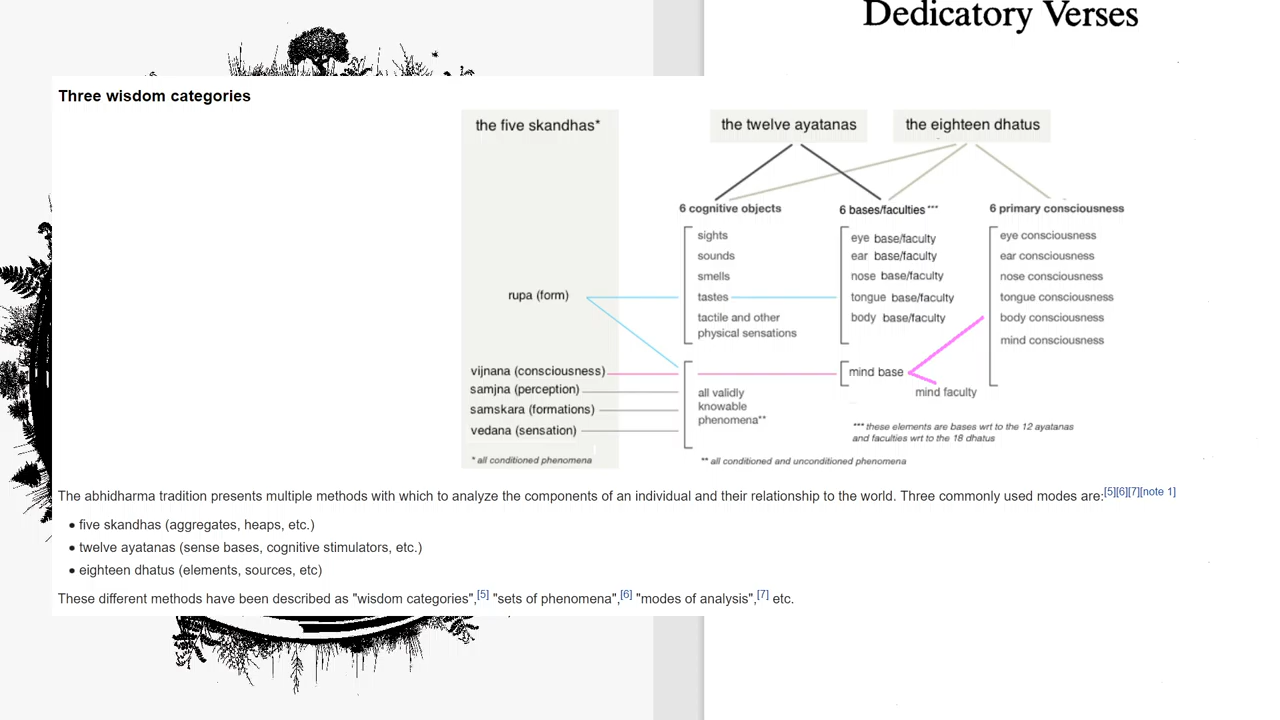 Dedicatory Verses
Three wisdom categories
the five skandhas*
the twelve ayatanas
the eighteen dhatus
6 cognitive objects
6 bases/faculties ***
6 primary consciousness
sights
eye base/faculty
eye consciousness
sounds
ear base/faculty
ear consciousness
smells
nose base/faculty
nose consciousness
rupa (form)
tastes
tongue base/faculty
tongue consciousness
tactile and other
physical sensations
body base/faculty
body consciousness
mind consciousness
vijnana (consciousness)
mind base
samjna (perception)
all validly
knowable
phenomena**
mind faculty
samskara (formations)
vedana (sensation)
*** these elements are bases wrt to the 12 ayatanas
and faculties wrt to the 18 dhatus
* all conditioned phenomena
** all conditioned and unconditioned phenomena
The abhidharma tradition presents multiple methods with which to analyze the components of an individual and their relationship to the world. Three commonly used modes are:[5][6][7][note 1]
• five skandhas (aggregates, heaps, etc.)
• twelve ayatanas (sense bases, cognitive stimulators, etc.)
• eighteen dhatus (elements, sources, etc)
These different methods have been described as "wisdom categories",[5] "sets of phenomena",[6] "modes of analysis",[7] etc.